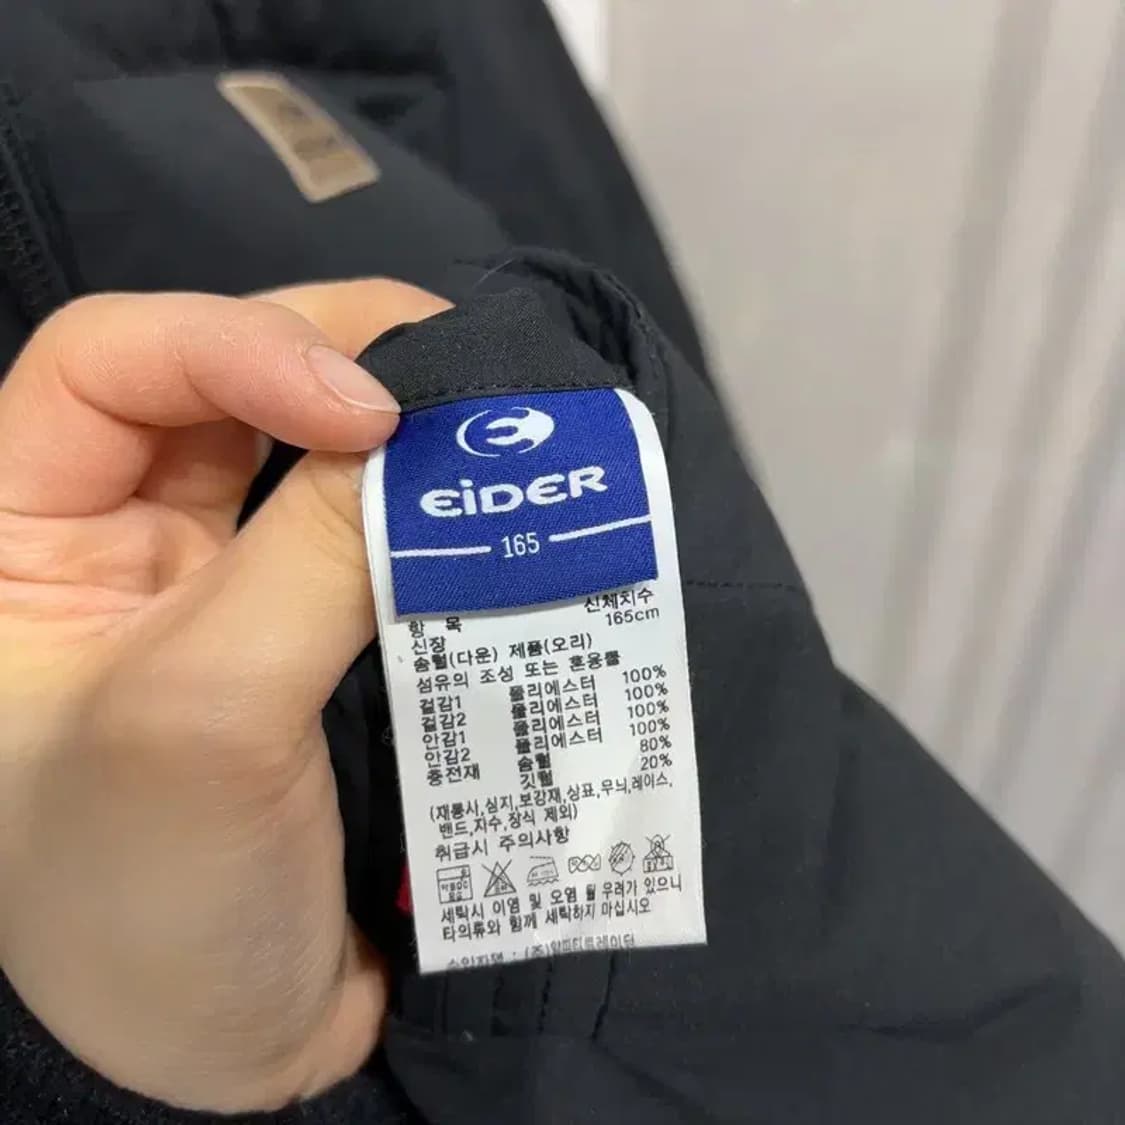 EiDER
165
신체치수
항 목
165cm
신장
솜털(다운) 제품(오리)
섬유의 조성 또는 혼용률
겉감1 폴리에스터 100%
겉감2 폴리에스터 100%
안감1 폴리에스터 100%
안감2 폴리에스터 100%
충전재 솜털 80%
깃털 20%
(재봉사,심지,보강재,상표,무늬,레이스,
밴드,자수,장식 제외)
취급시 주의사항
세탁시 이염 및 오염 될 우려가 있으니
타의류와 함께 세탁하지 마십시오